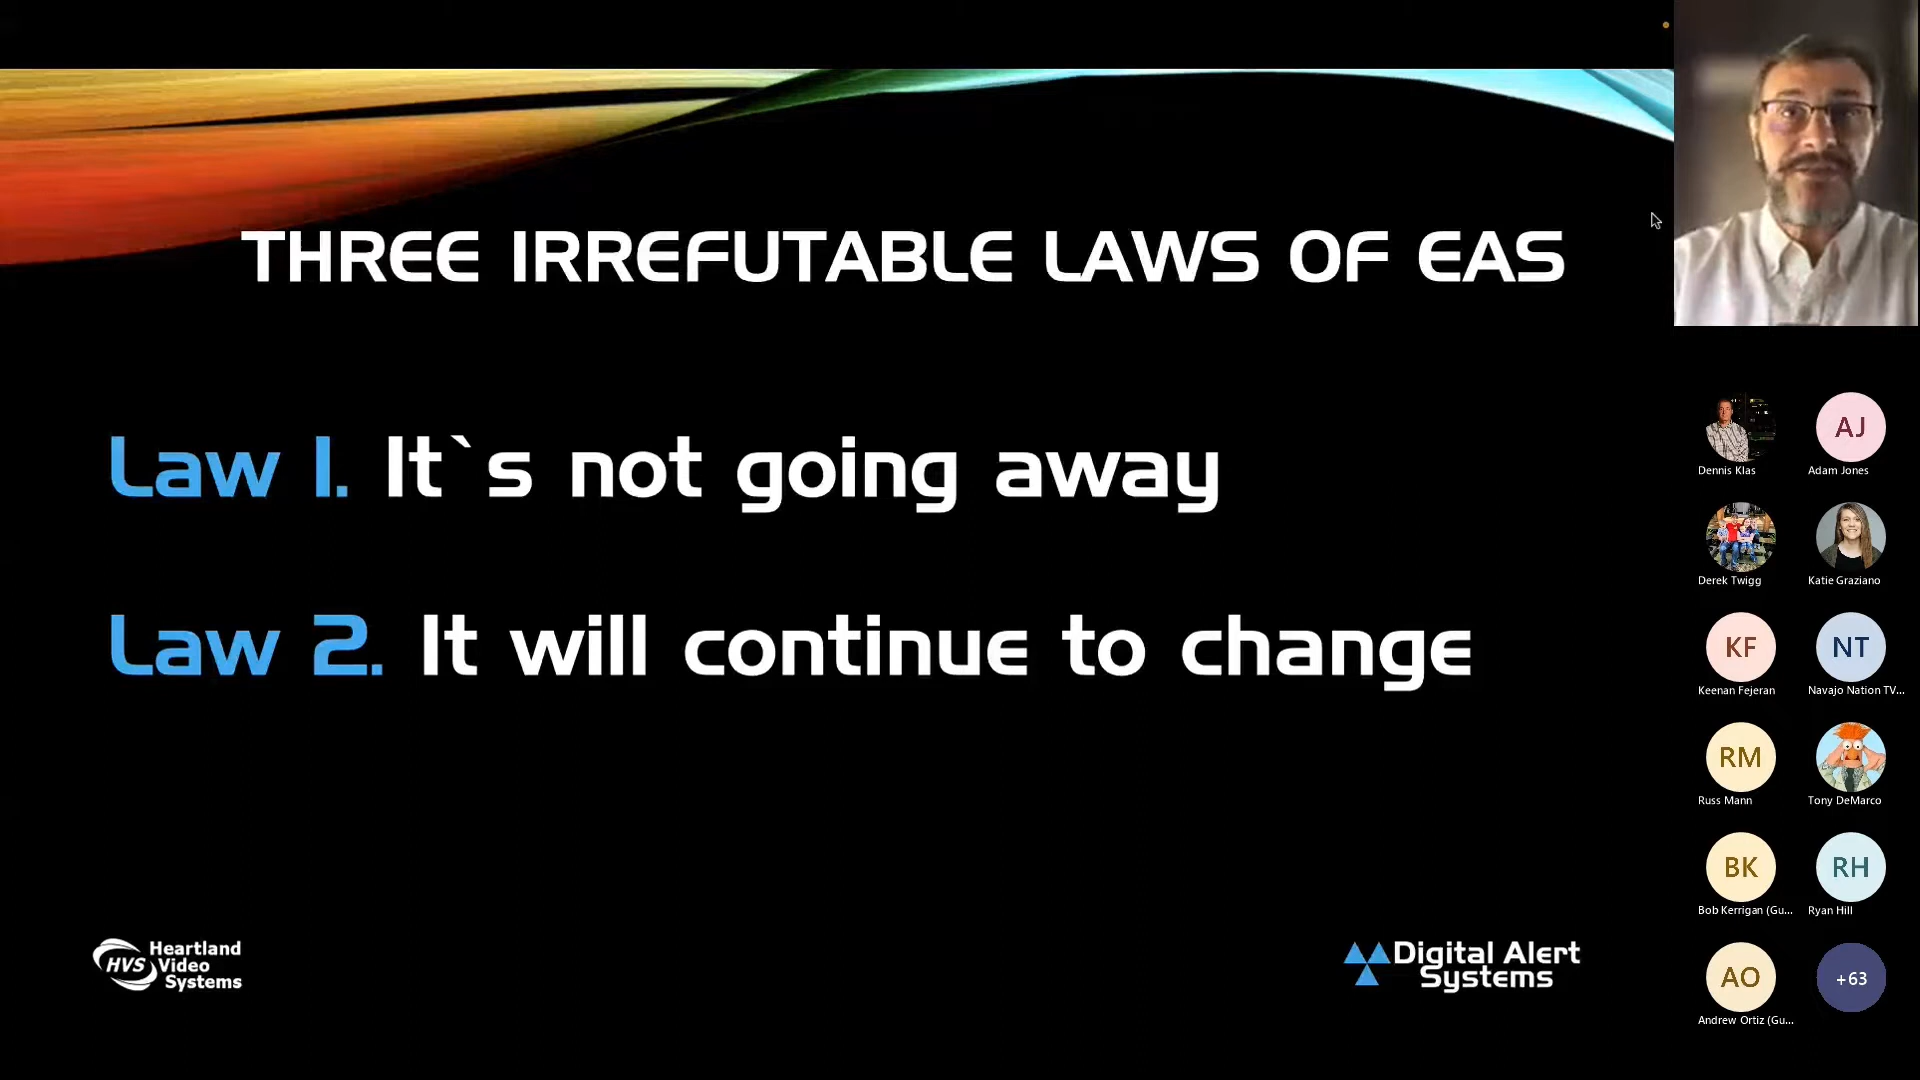 THREE IRREFUTABLE LAWS OF EAS
Law 1. It`s not going away
Law 2. It will continue to change
HVS
Heartland
Video
Systems
Digital Alert
Systems
Dennis Klas
AJ
Adam Jones
Derek Twigg
Katie Graziano
KF
Keenan Fejeran
NT
Navajo Nation TV...
RM
Russ Mann
Tony DeMarco
BK
Bob Kerrigan (Gu...
RH
Ryan Hill
AO
Andrew Ortiz (Gu...
+63